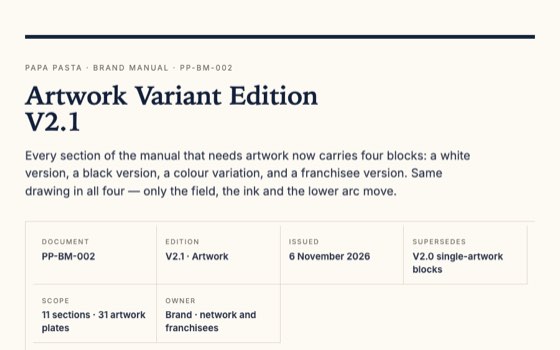 PAPA PASTA · BRAND MANUAL · PP-BM-002
Artwork Variant Edition
V2.1
Every section of the manual that needs artwork now carries four blocks: a white
version, a black version, a colour variation, and a franchisee version. Same
drawing in all four — only the field, the ink and the lower arc move.
DOCUMENT
PP-BM-002
EDITION
V2.1 · Artwork
ISSUED
6 November 2026
SUPERSEDES
V2.0 single-artwork
blocks
SCOPE
11 sections · 31 artwork
plates
OWNER
Brand · network and
franchisees